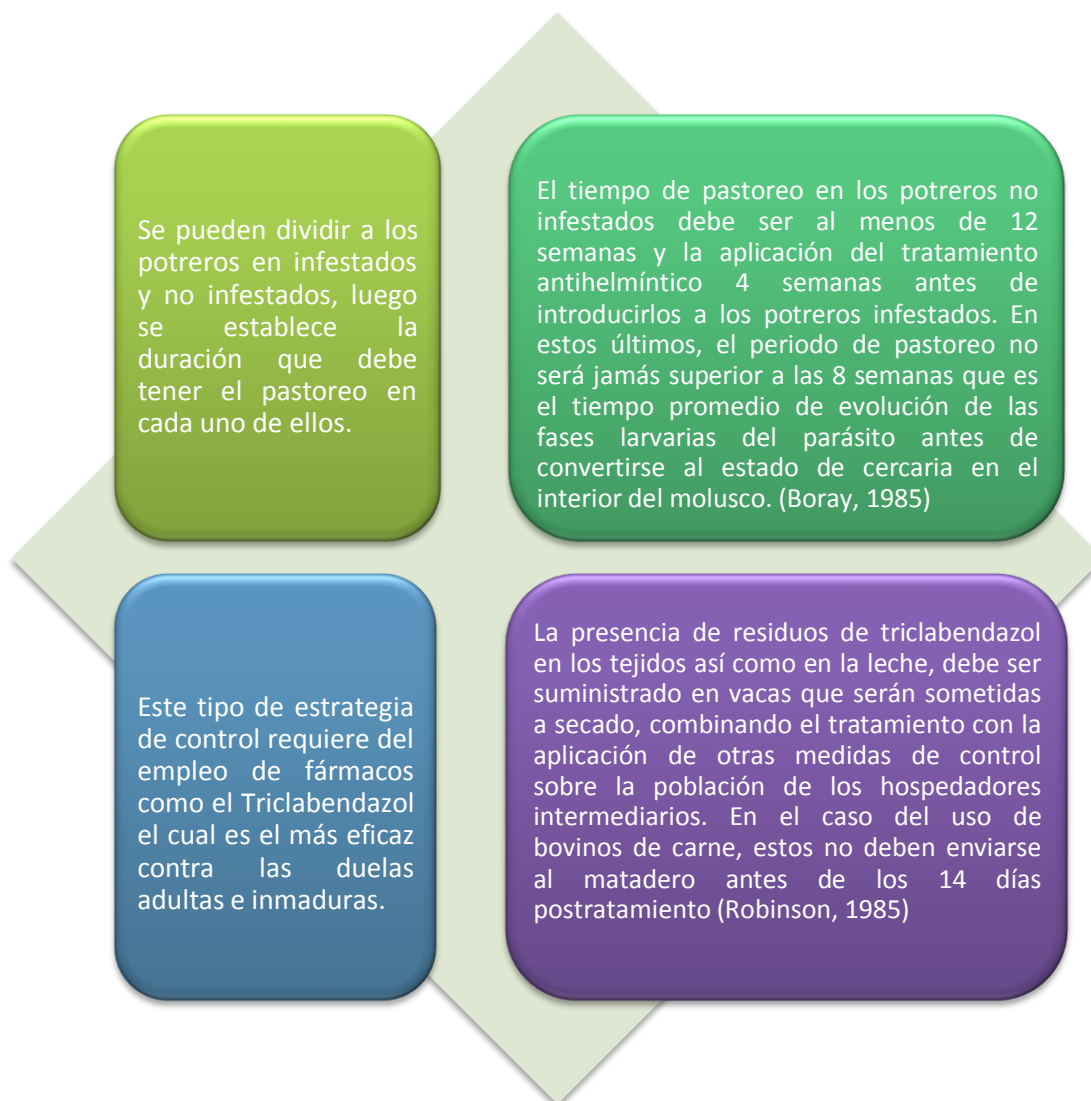 Se pueden dividir a los
potreros en infestados
y no infestados, luego
se establece la
duración que debe
tener el pastoreo en
cada uno de ellos.
El tiempo de pastoreo en los potreros no
infestados debe ser al menos de 12
semanas y la aplicación del tratamiento
antihelmíntico 4 semanas antes de
introducirlos a los potreros infestados. En
estos últimos, el periodo de pastoreo no
será jamás superior a las 8 semanas que es
el tiempo promedio de evolución de las
fases larvarias del parásito antes de
convertirse al estado de cercaria en el
interior del molusco. (Boray, 1985)
Este tipo de estrategia
de control requiere del
empleo de fármacos
como el Triclabendazol
el cual es el más eficaz
contra las duelas
adultas e inmaduras.
La presencia de residuos de triclabendazol
en los tejidos así como en la leche, debe ser
suministrado en vacas que serán sometidas
a secado, combinando el tratamiento con la
aplicación de otras medidas de control
sobre la población de los hospedadores
intermediarios. En el caso del uso de
bovinos de carne, estos no deben enviarse
al matadero antes de los 14 días
postratamiento (Robinson, 1985)